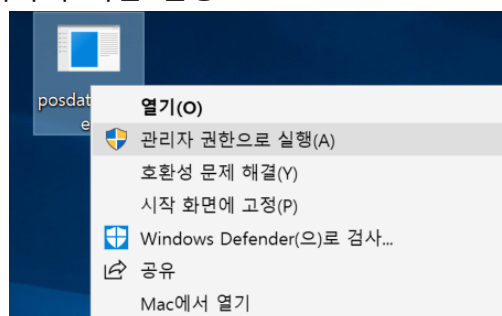 posdat
e
열기(O)
관리자 권한으로 실행(A)
호환성 문제 해결(Y)
시작 화면에 고정(P)
Windows Defender(으)로 검사...
공유
Mac에서 열기